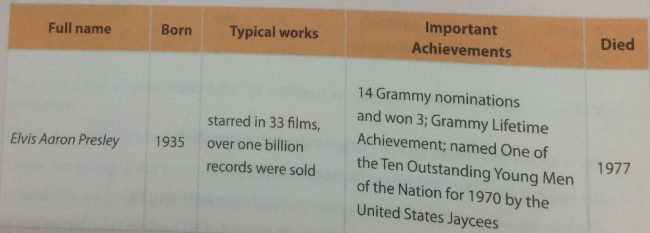 Full name
Born
Typical works
Important
Achievements
Died
Elvis Aaron Presley
1935
starred in 33 films,
over one billion
records were sold
14 Grammy nominations
and won 3; Grammy Lifetime
Achievement; named One of
the Ten Outstanding Young Men
of the Nation for 1970 by the
United States Jaycees
1977